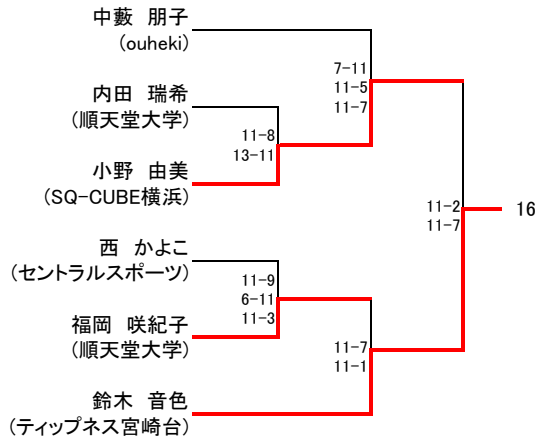 中藪 朋子
(ouheki)
内田 瑞希
(順天堂大学)
小野 由美
(SQ-CUBE横浜)
西 かよこ
(セントラルスポーツ)
福岡 咲紀子
(順天堂大学)
鈴木 音色
(ティップネス宮崎台)
11-8
13-11
11-9
6-11
11-3
7-11
11-5
11-7
11-7
11-1
11-2
11-7
16